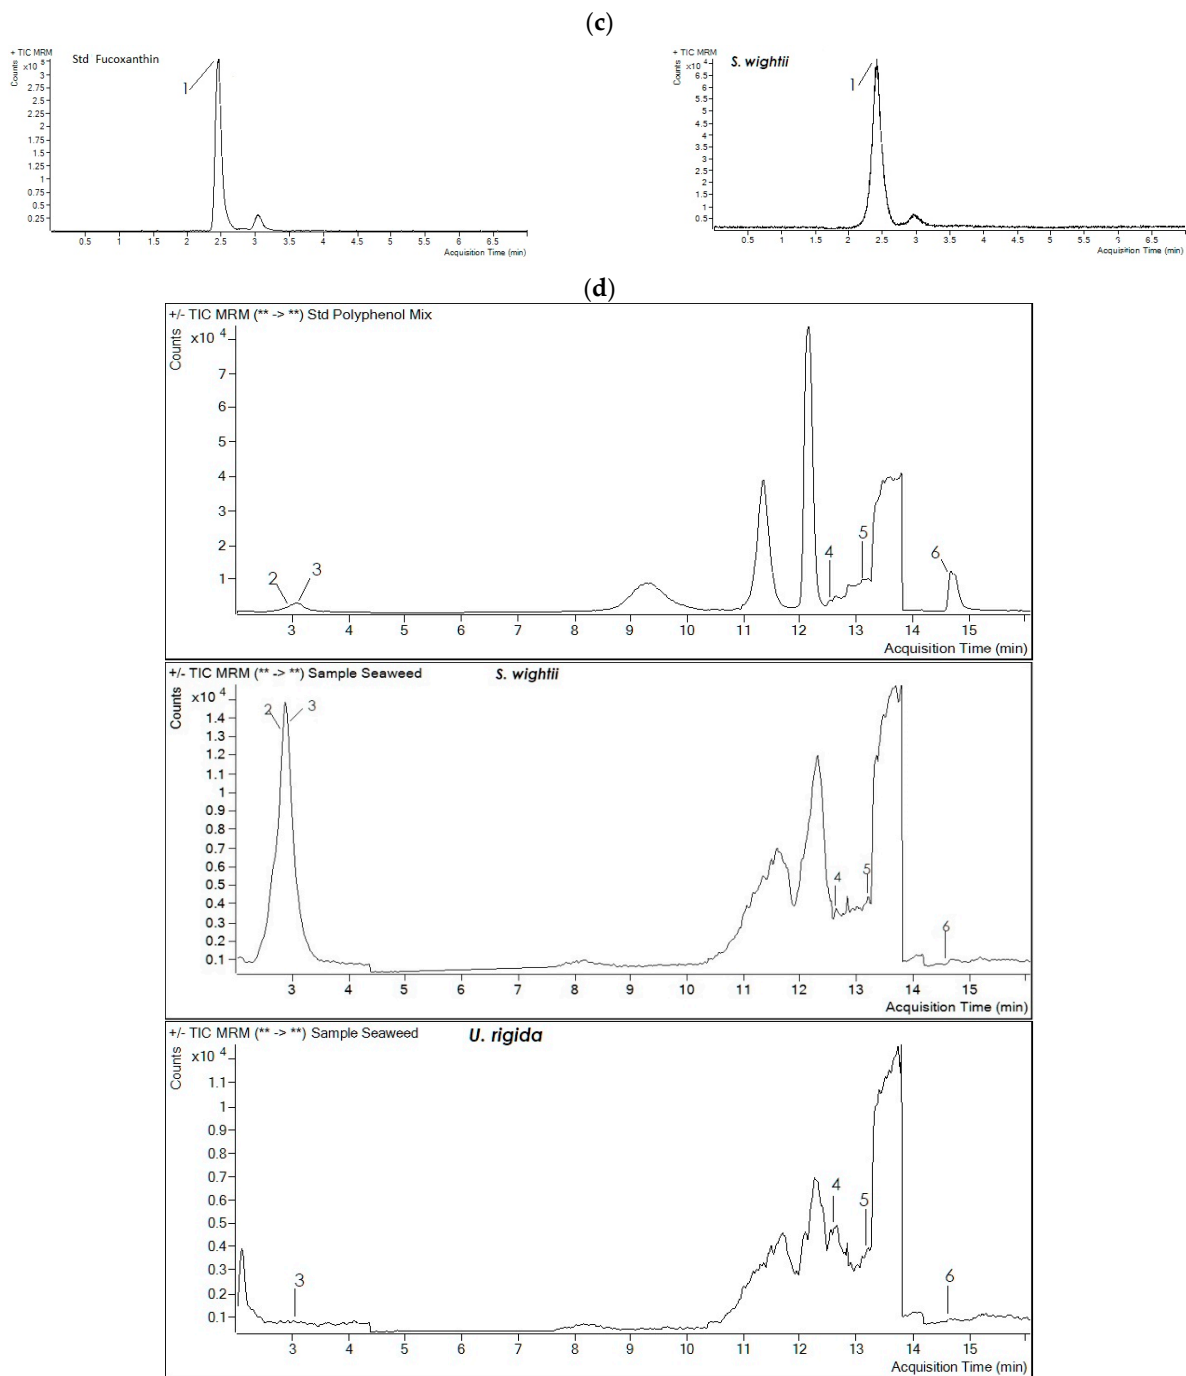 (c)
+ TIC MRM
Std Fucoxanthin
Counts
x10 5
3
2.75
2.5
2.25
2
1.75
1.5
1.25
1
0.75
0.5
0.25
1
0.5 1 1.5 2 2.5 3 3.5 4 4.5 5 5.5 6 6.5
Acquisition Time (min)
+ TIC MRM
S. wightii
Counts
x10 4
6.5
6
5.5
5
4.5
4
3.5
3
2.5
2
1.5
1
0.5
1
0.5 1 1.5 2 2.5 3 3.5 4 4.5 5 5.5 6 6.5
Acquisition Time (min)
(d)
+/- TIC MRM (** -> **) Std Polyphenol Mix
Counts
x10 4
7
6
5
4
3
2
1
2 3 4 5 6
3 4 5 6 7 8 9 10 11 12 13 14 15
Acquisition Time (min)
+/- TIC MRM (** -> **) Sample Seaweed S. wightii
Counts
x10 4
1.4
1.3
1.2
1.1
1
0.9
0.8
0.7
0.6
0.5
0.4
0.3
0.2
0.1
2 3 4 5 6
3 4 5 6 7 8 9 10 11 12 13 14 15
Acquisition Time (min)
+/- TIC MRM (** -> **) Sample Seaweed U. rigida
Counts
x10 4
1.1
1
0.9
0.8
0.7
0.6
0.5
0.4
0.3
0.2
0.1
3 4 5 6
3 4 5 6 7 8 9 10 11 12 13 14 15
Acquisition Time (min)